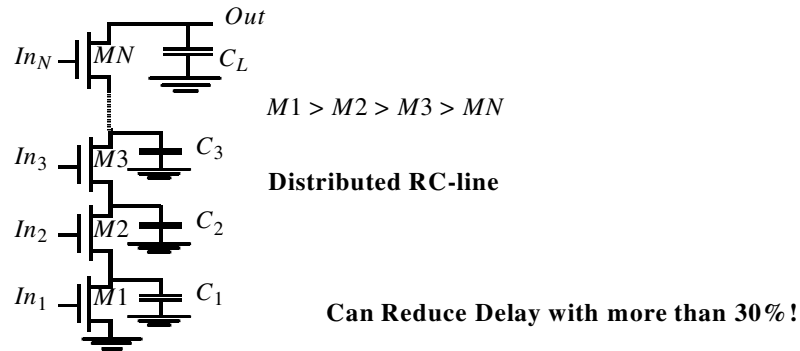 Out
In_N MN C_L
M1 > M2 > M3 > MN
In_3 M3 C_3
Distributed RC-line
In_2 M2 C_2
In_1 M1 C_1
Can Reduce Delay with more than 30%!